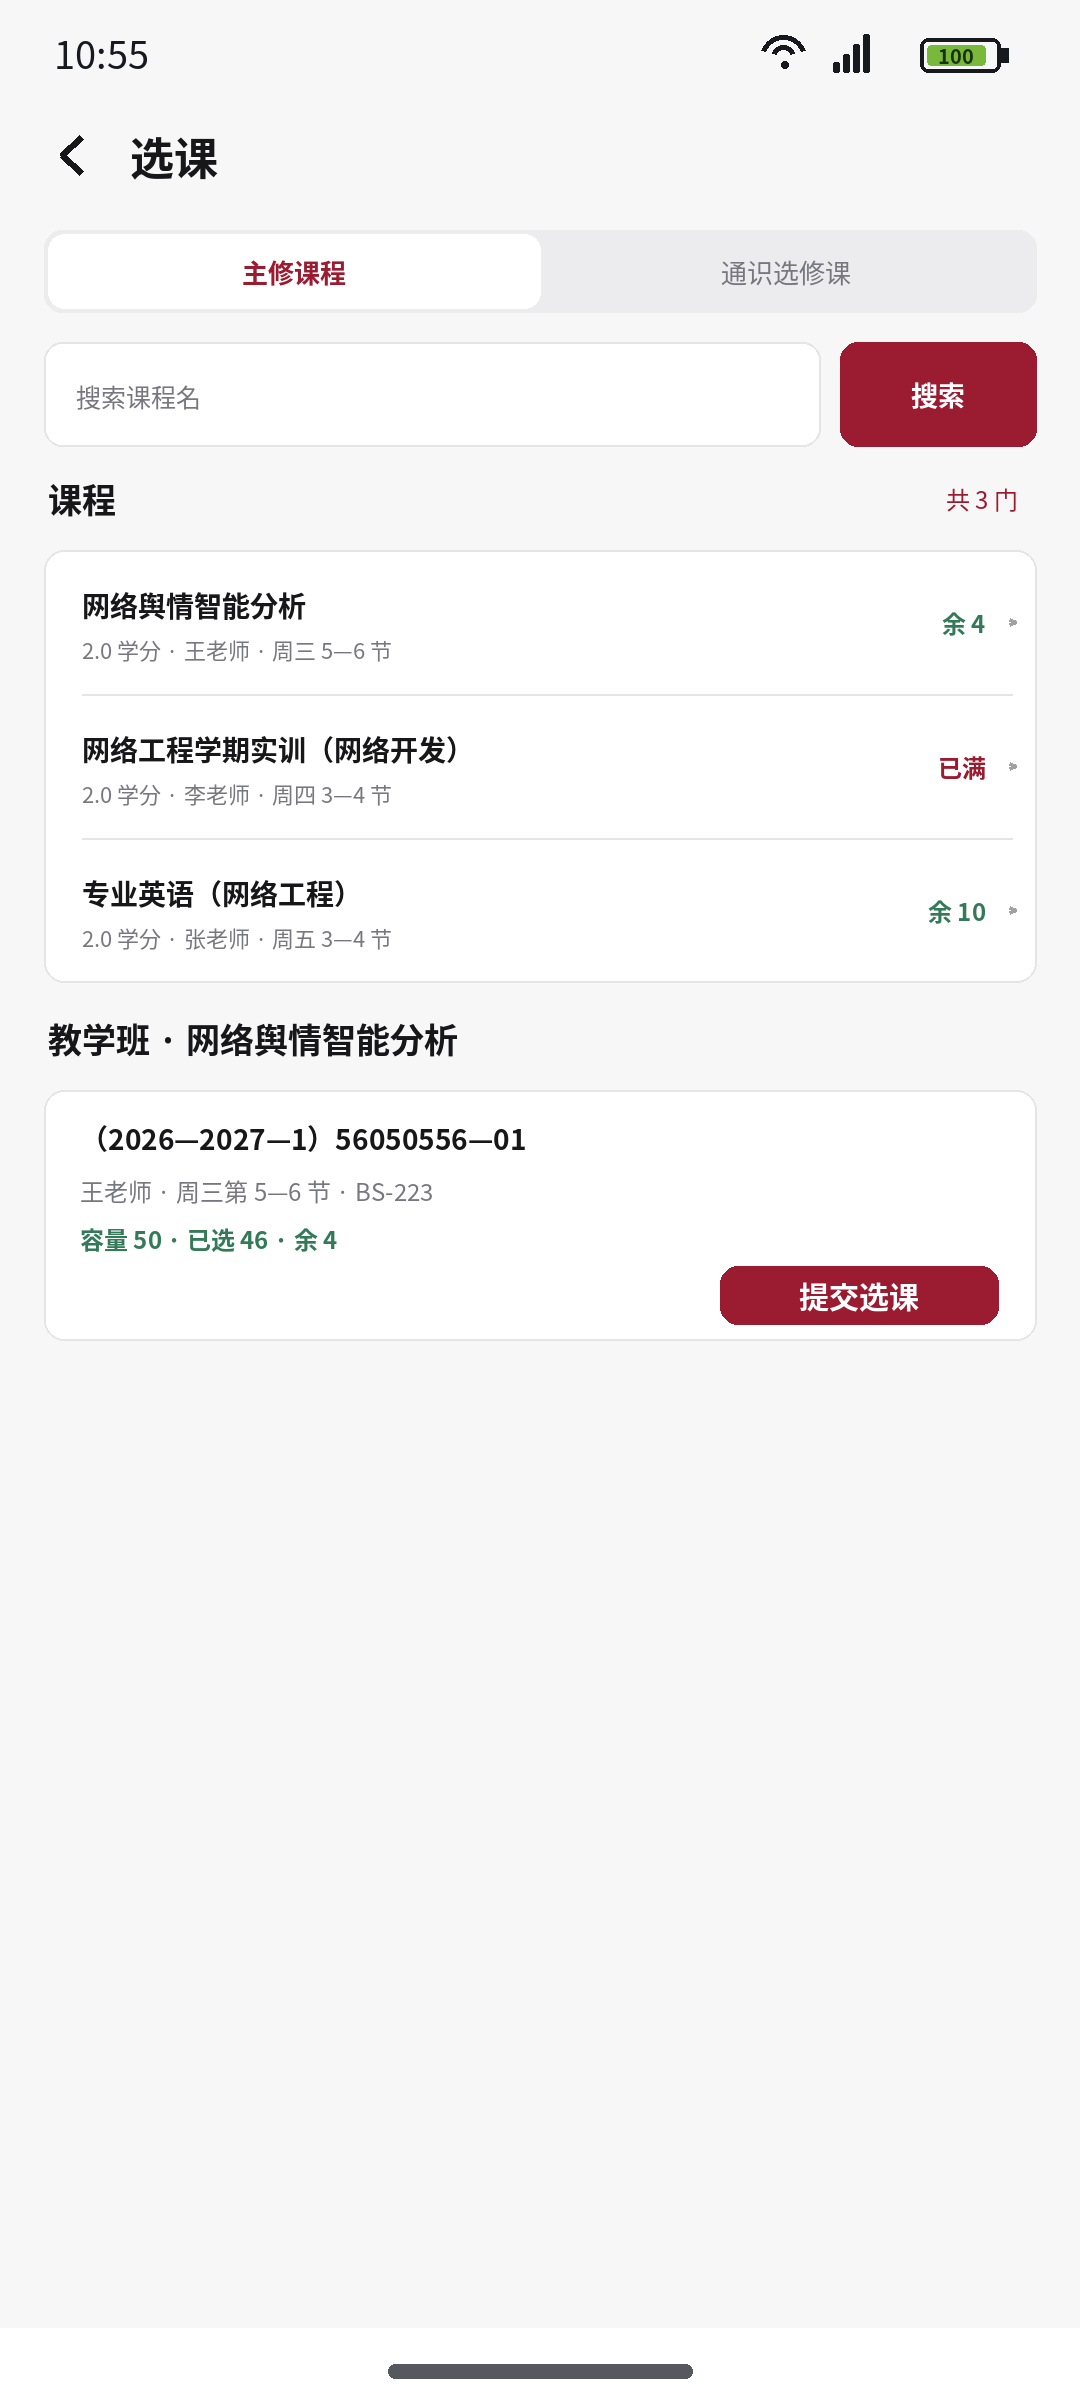 10:55
100
选课
主修课程
通识选修课
搜索课程名
搜索
课程
共 3 门
网络舆情智能分析
2.0 学分 · 王老师 · 周三 5—6 节
余 4
网络工程学期实训（网络开发）
2.0 学分 · 李老师 · 周四 3—4 节
已满
专业英语（网络工程）
2.0 学分 · 张老师 · 周五 3—4 节
余 10
教学班 · 网络舆情智能分析
（2026—2027—1）56050556—01
王老师 · 周三第 5—6 节 · BS-223
容量 50 · 已选 46 · 余 4
提交选课